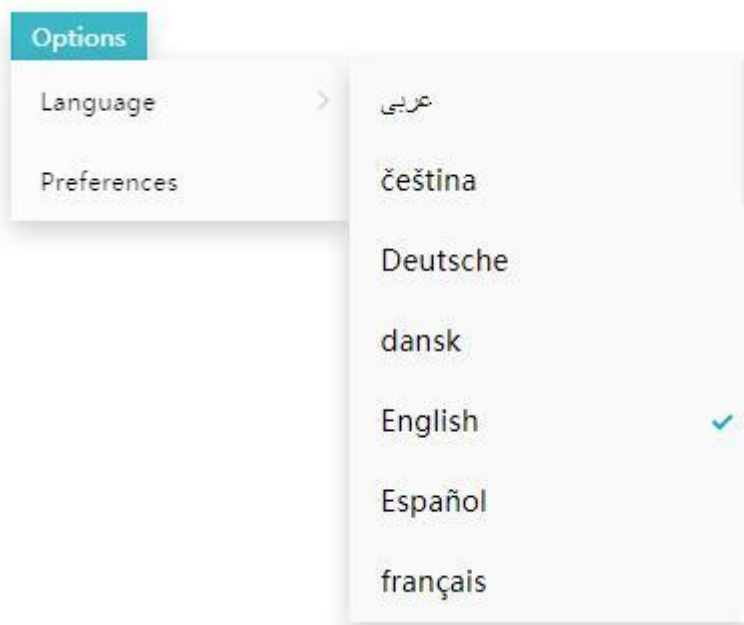 Options
Language
Preferences
عربى
čeština
Deutsche
dansk
English
Español
français